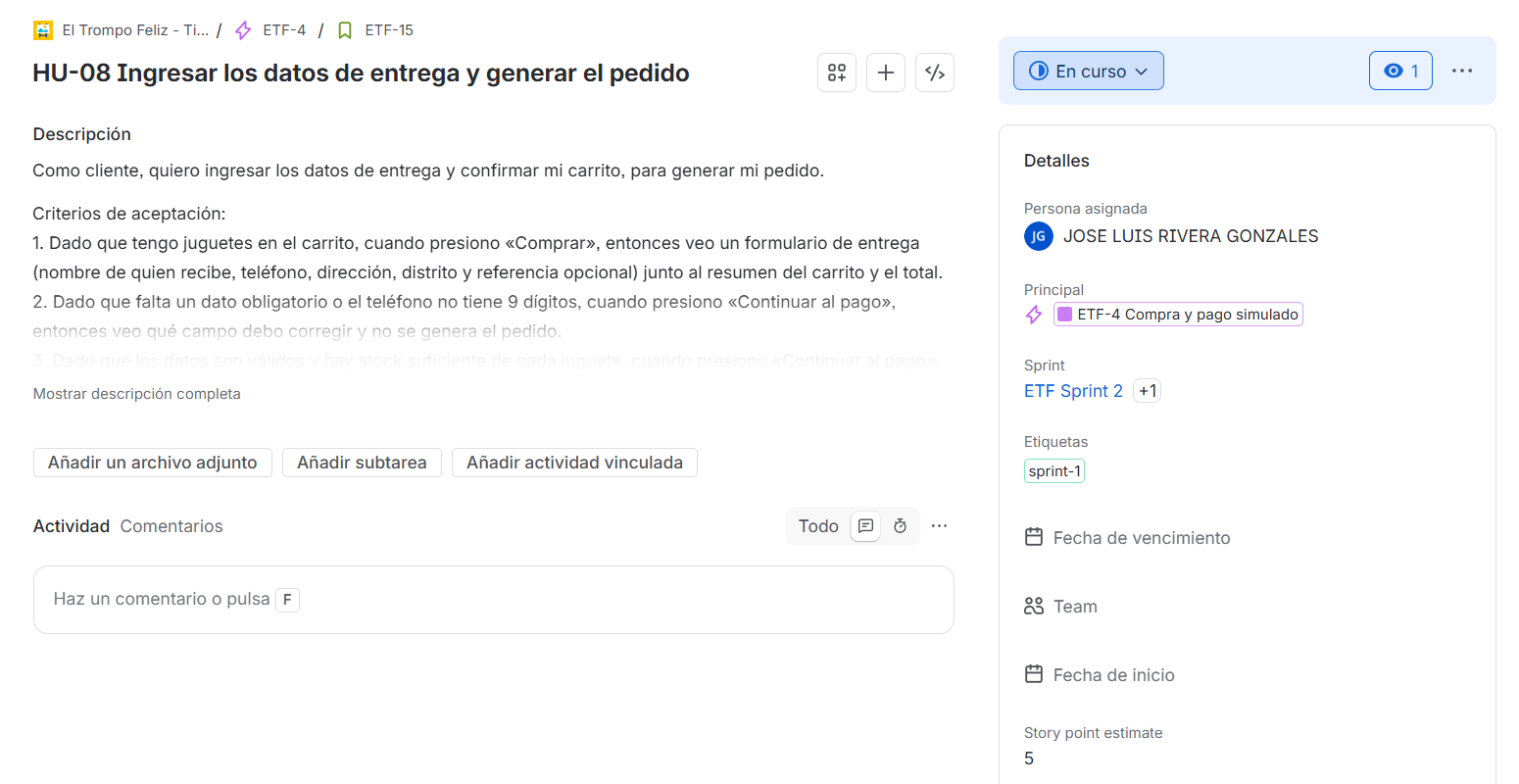 El Trompo Feliz - Ti... / ETF-4 / ETF-15
HU-08 Ingresar los datos de entrega y generar el pedido
Descripción
Como cliente, quiero ingresar los datos de entrega y confirmar mi carrito, para generar mi pedido.
Criterios de aceptación:
1. Dado que tengo juguetes en el carrito, cuando presiono «Comprar», entonces veo un formulario de entrega
(nombre de quien recibe, teléfono, dirección, distrito y referencia opcional) junto al resumen del carrito y el total.
2. Dado que falta un dato obligatorio o el teléfono no tiene 9 dígitos, cuando presiono «Continuar al pago»,
entonces veo qué campo debo corregir y no se genera el pedido.
3. Dado que los datos son válidos y hay stock suficiente de cada juguete, cuando presiono «Continuar al pago»,
Mostrar descripción completa
Añadir un archivo adjunto
Añadir subtarea
Añadir actividad vinculada
Actividad Comentarios
Todo
Haz un comentario o pulsa F
En curso
1
Detalles
Persona asignada
JG JOSE LUIS RIVERA GONZALES
Principal
ETF-4 Compra y pago simulado
Sprint
ETF Sprint 2 +1
Etiquetas
sprint-1
Fecha de vencimiento
Team
Fecha de inicio
Story point estimate
5